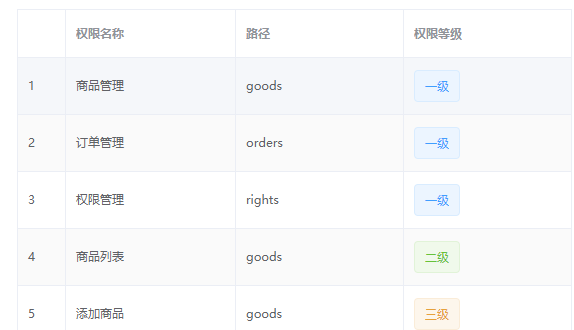 权限名称 路径 权限等级
1 商品管理 goods 一级
2 订单管理 orders 一级
3 权限管理 rights 一级
4 商品列表 goods 二级
5 添加商品 goods 三级